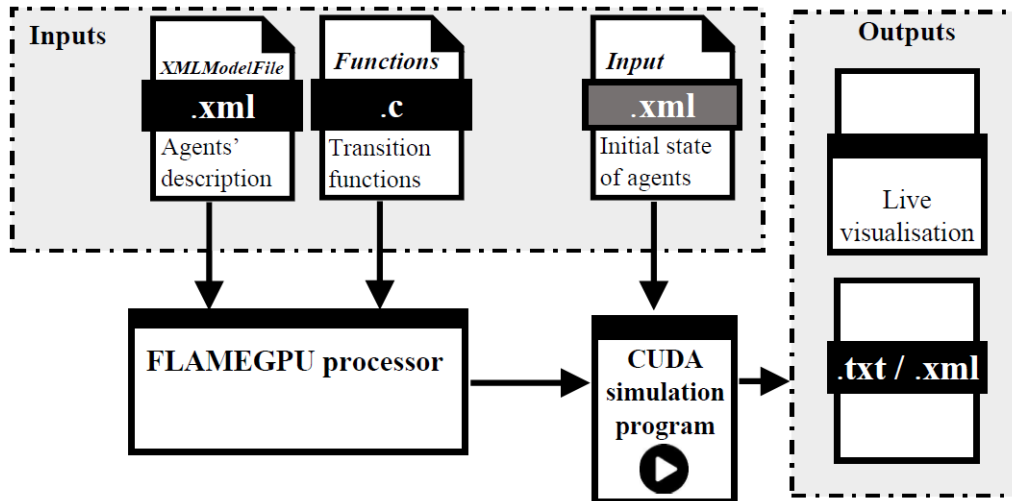 Inputs
XMLModelFile
.xml
Agents’
description
Functions
.c
Transition
functions
Input
.xml
Initial state
of agents
FLAMEGPU processor
CUDA
simulation
program
Outputs
Live
visualisation
.txt / .xml